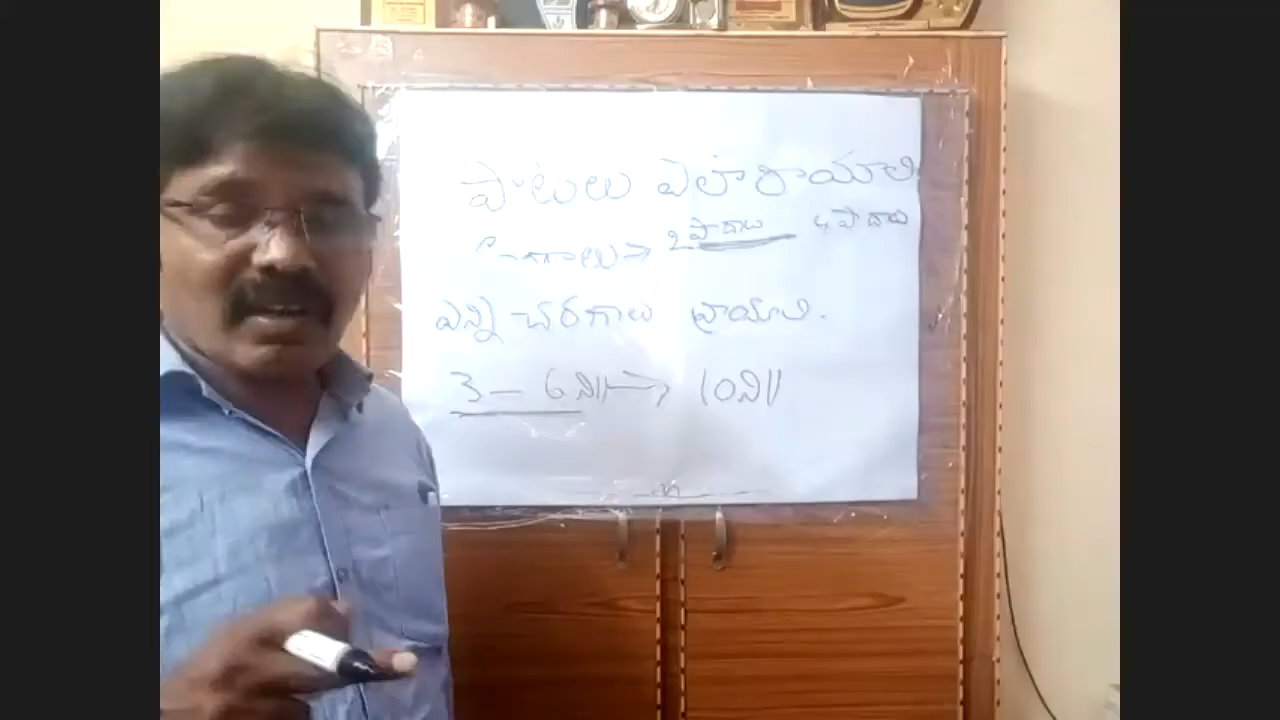 పాటలు ఎలా రాయాలి
2 పాదాలు 4 పాదాలు
ఎన్ని చరణాలు వ్రాయాలి.
3 - 6 ని|| → 10 ని||